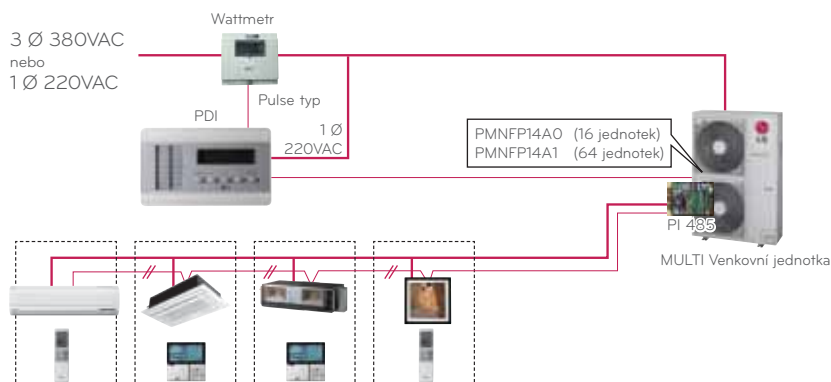 Wattmetr
3 Ø 380VAC
nebo
1 Ø 220VAC
Pulse typ
PDI
1 Ø
220VAC
PMNFP14A0 (16 jednotek)
PMNFP14A1 (64 jednotek)
PI 485
MULTI Venkovní jednotka